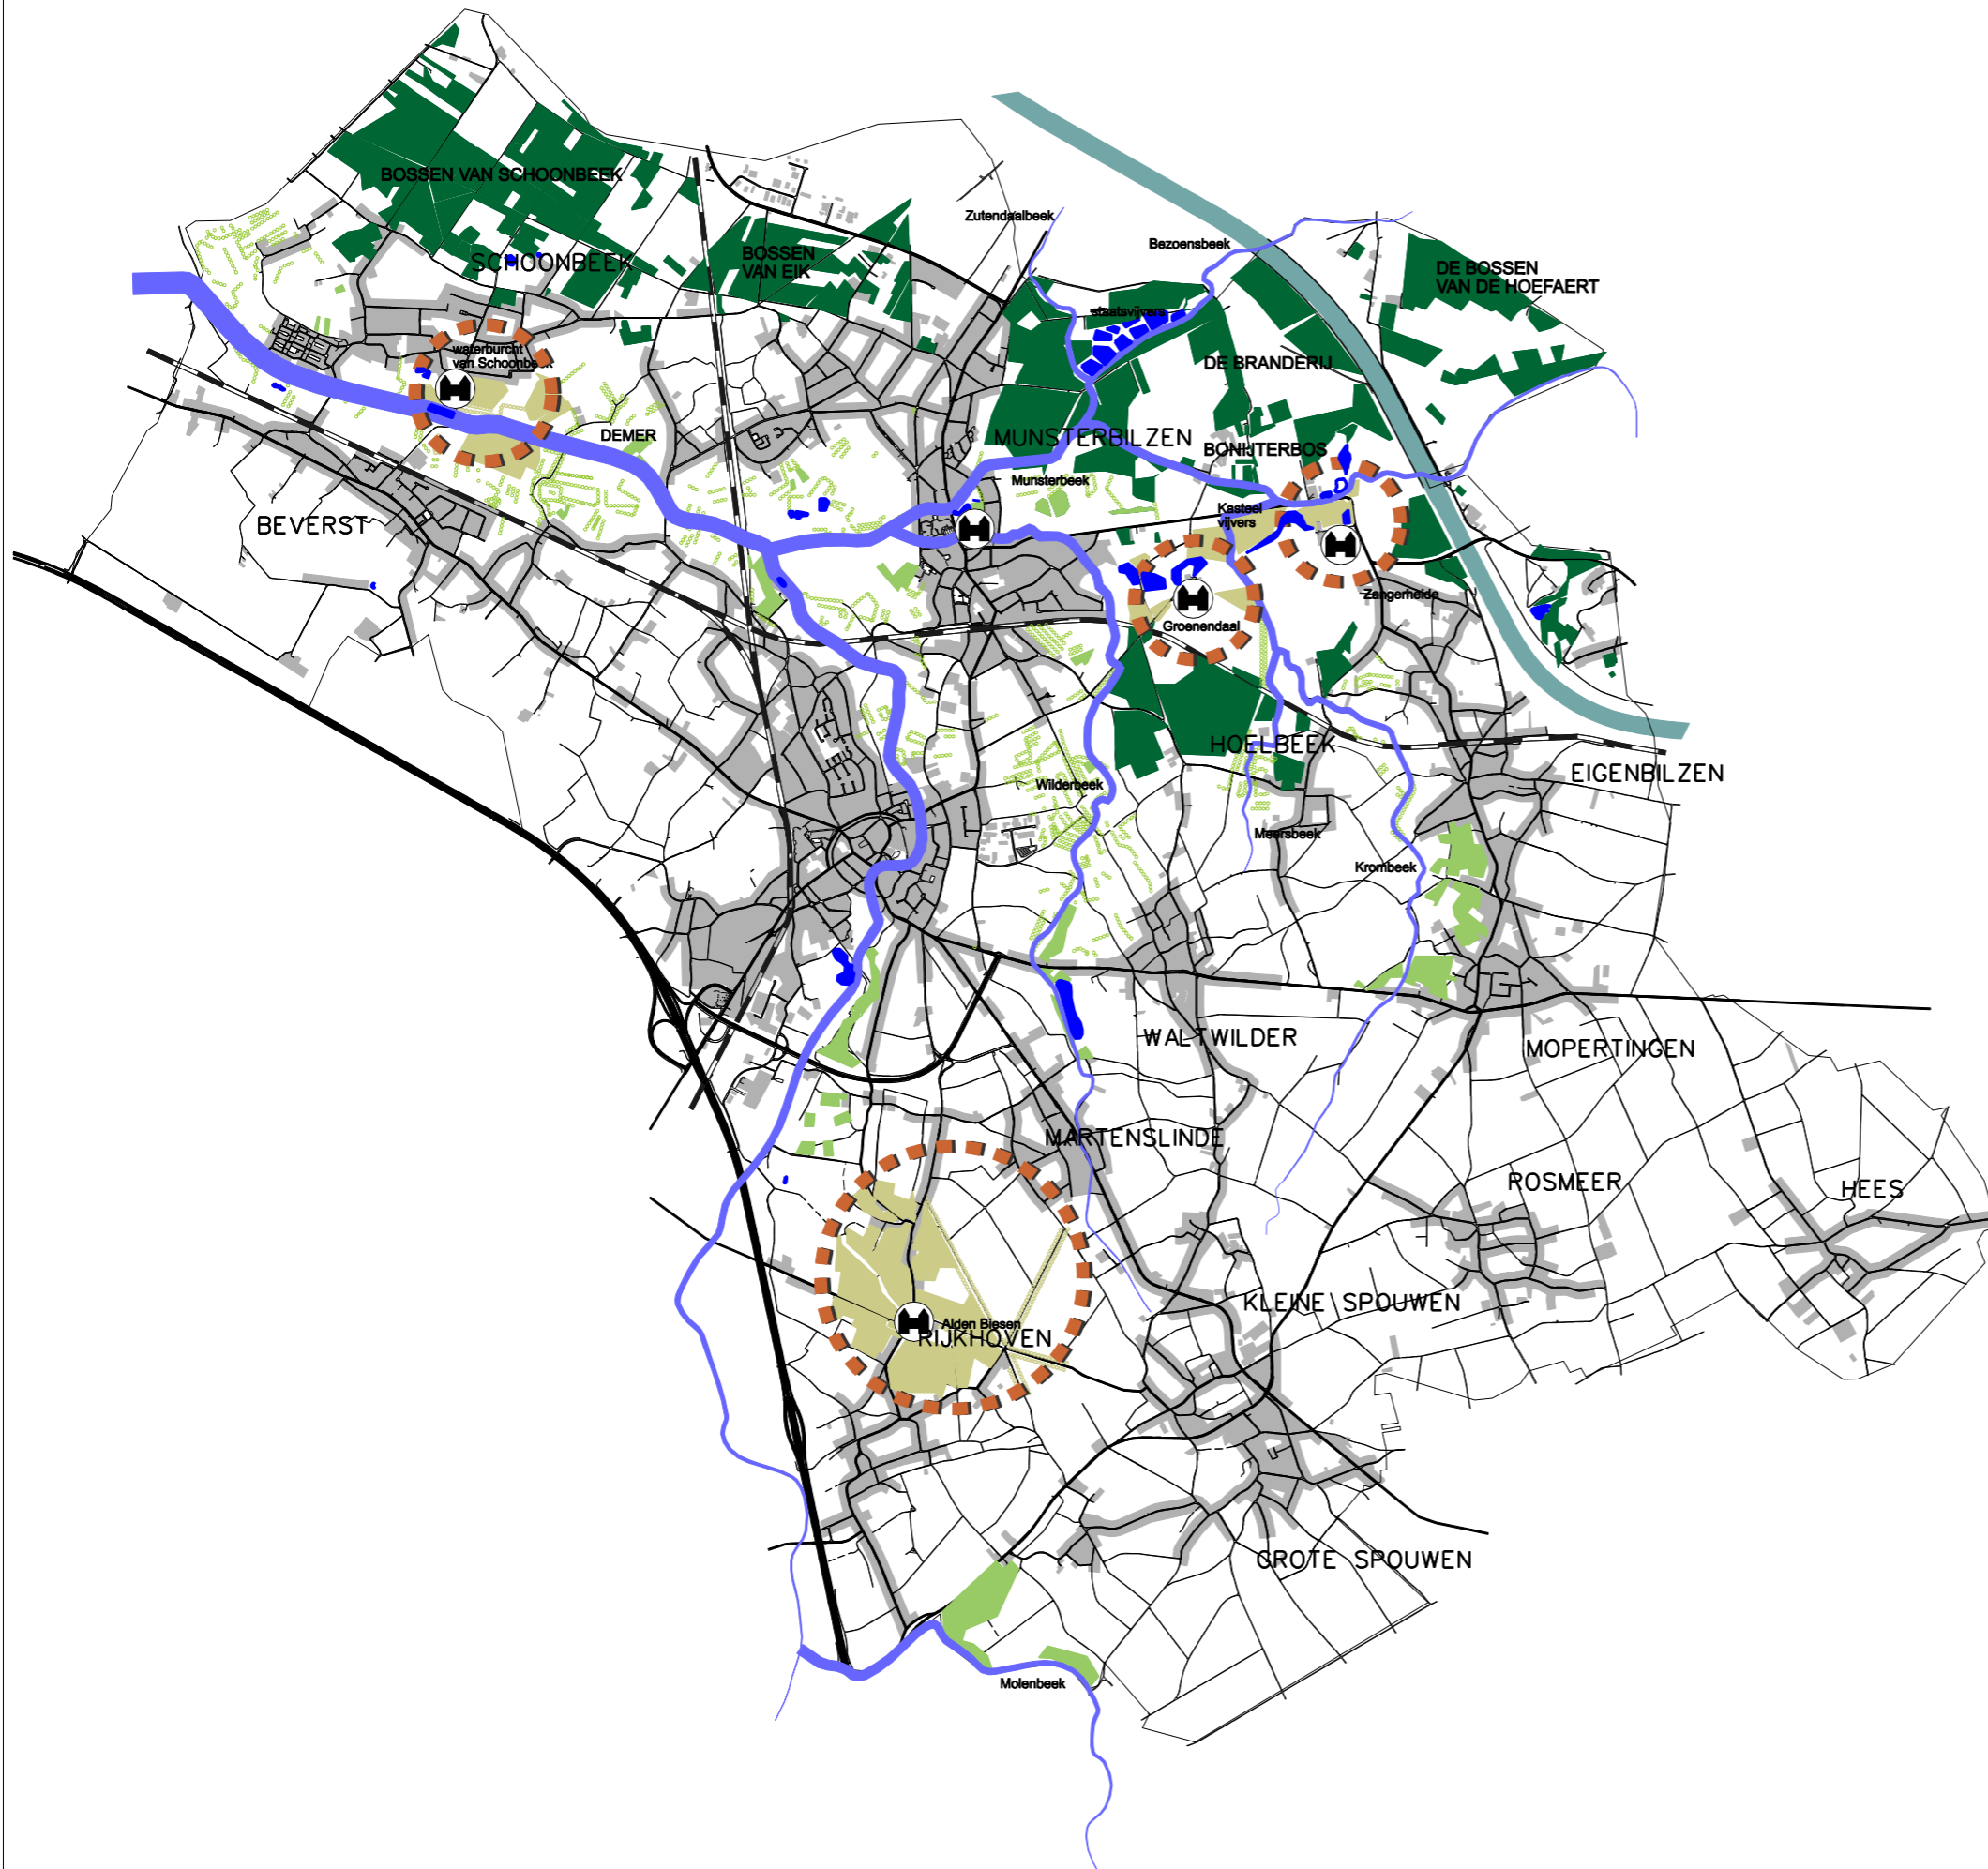 BOSSEN VAN SCHOONBEEK
Zutendaalbeek
Bezoensbeek
BOSSEN
VAN EIK
SCHOONBEEK
DE BOSSEN
VAN DE HOEFAERT
staatsvijvers
waterburcht
van Schoonbeek
DE BRANDERIJ
DEMER
MUNSTERBILZEN
BONIJTERBOS
Munsterbeek
Kasteel
vijvers
BEVERST
Zangerheide
Groenendaal
HOELBEEK
EIGENBILZEN
Wilderbeek
Meersbeek
Krombeek
WALTWILDER
MOPERTINGEN
MARTENSLINDE
ROSMEER
HEES
KLEINE SPOUWEN
Alden Biesen
RIJKHOVEN
GROTE SPOUWEN
Molenbeek